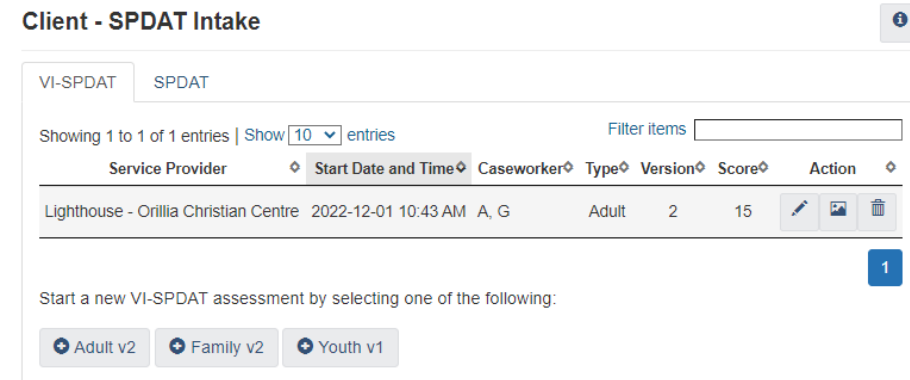 Client - SPDAT Intake
VI-SPDAT SPDAT
Showing 1 to 1 of 1 entries | Show 10 entries Filter items
Service Provider Start Date and Time Caseworker Type Version Score Action
Lighthouse - Orillia Christian Centre 2022-12-01 10:43 AM A, G Adult 2 15
1
Start a new VI-SPDAT assessment by selecting one of the following:
Adult v2 Family v2 Youth v1